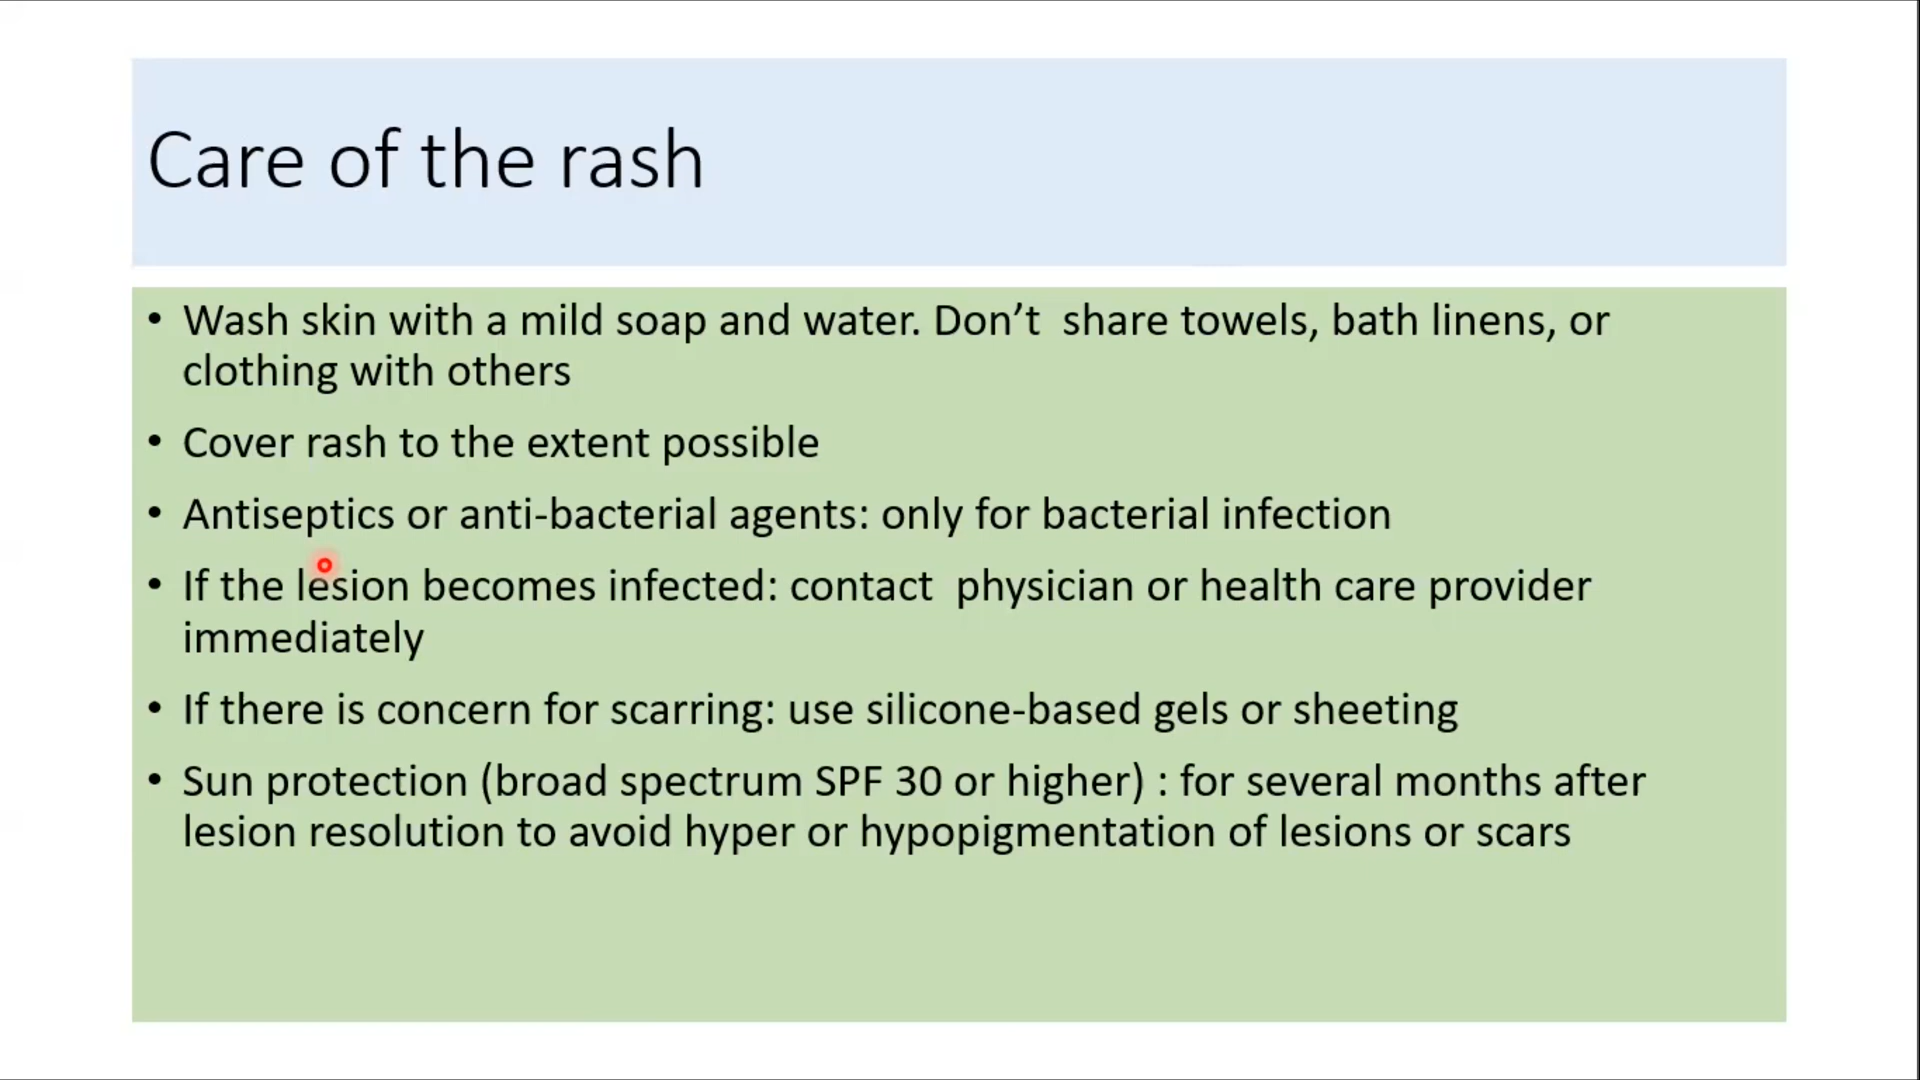 Care of the rash
• Wash skin with a mild soap and water. Don’t  share towels, bath linens, or
clothing with others
• Cover rash to the extent possible
• Antiseptics or anti-bacterial agents: only for bacterial infection
• If the lesion becomes infected: contact  physician or health care provider
immediately
• If there is concern for scarring: use silicone-based gels or sheeting
• Sun protection (broad spectrum SPF 30 or higher) : for several months after
lesion resolution to avoid hyper or hypopigmentation of lesions or scars